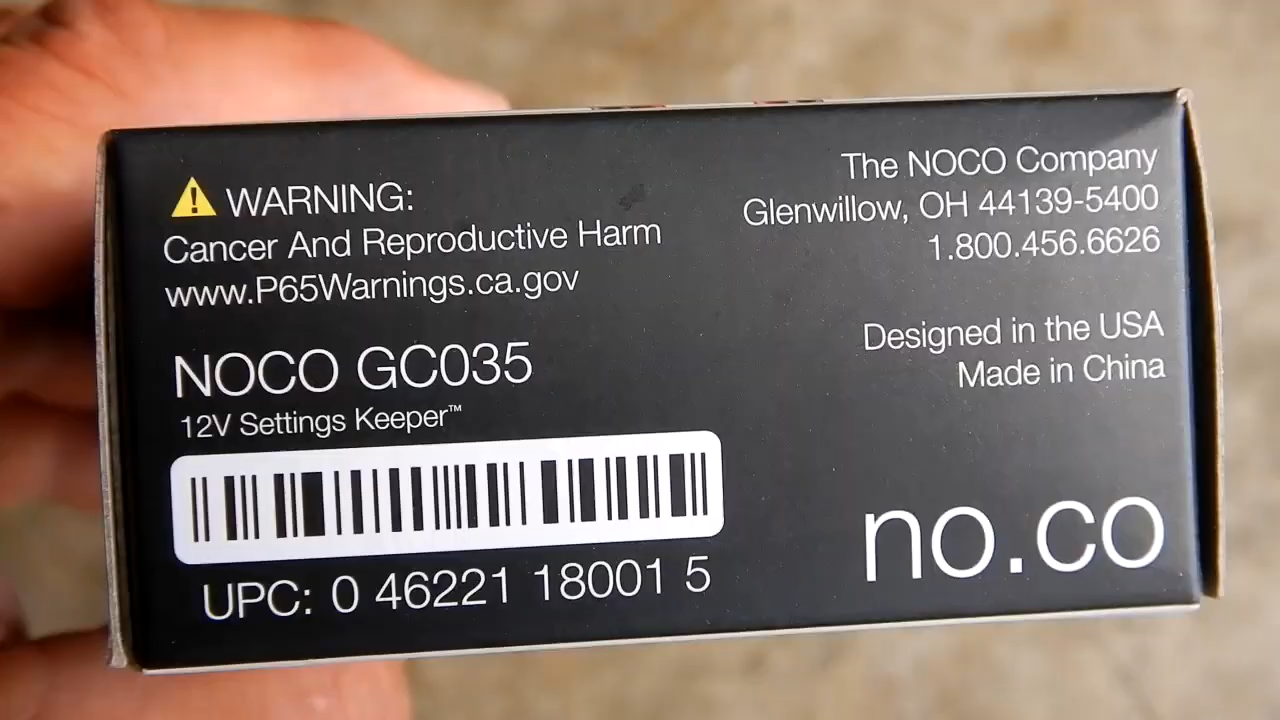 WARNING:
Cancer And Reproductive Harm
www.P65Warnings.ca.gov
NOCO GC035
12V Settings Keeper™
UPC: 0 46221 18001 5
The NOCO Company
Glenwillow, OH 44139-5400
1.800.456.6626
Designed in the USA
Made in China
no.co